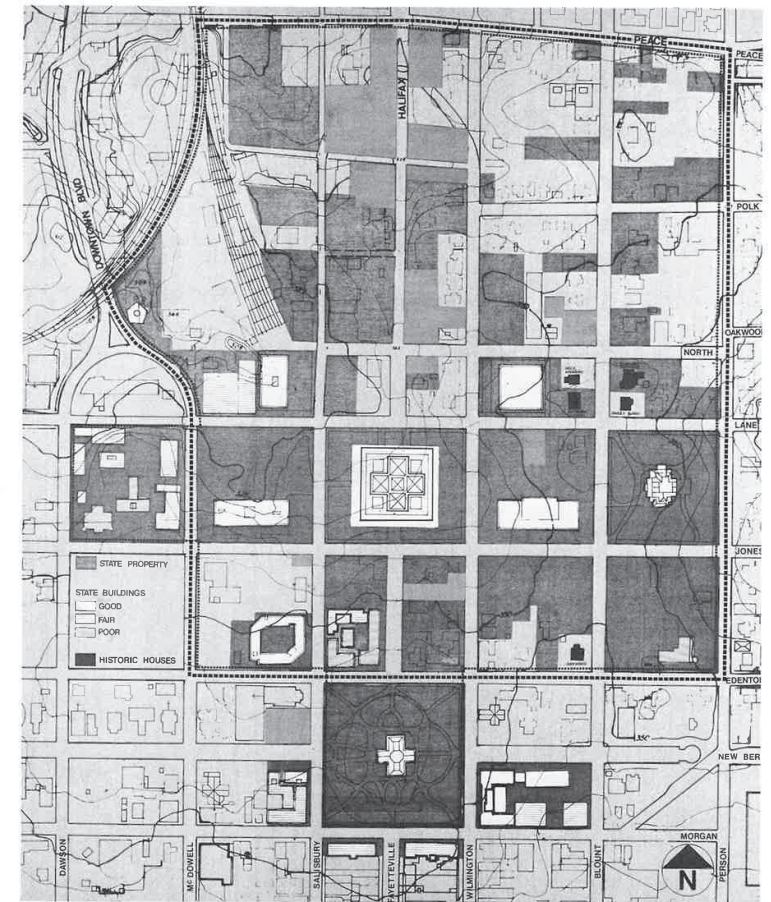 PEACE
PEACE
HALIFAX
DOWNTOWN BLVD
POLK
OAKWOOD
NORTH
LANE
JONES
STATE PROPERTY
STATE BUILDINGS
GOOD
FAIR
POOR
HISTORIC HOUSES
EDENTON
NEW BER
MORGAN
DAWSON
McDOWELL
SALISBURY
FAYETTEVILLE
WILMINGTON
BLOUNT
PERSON
N